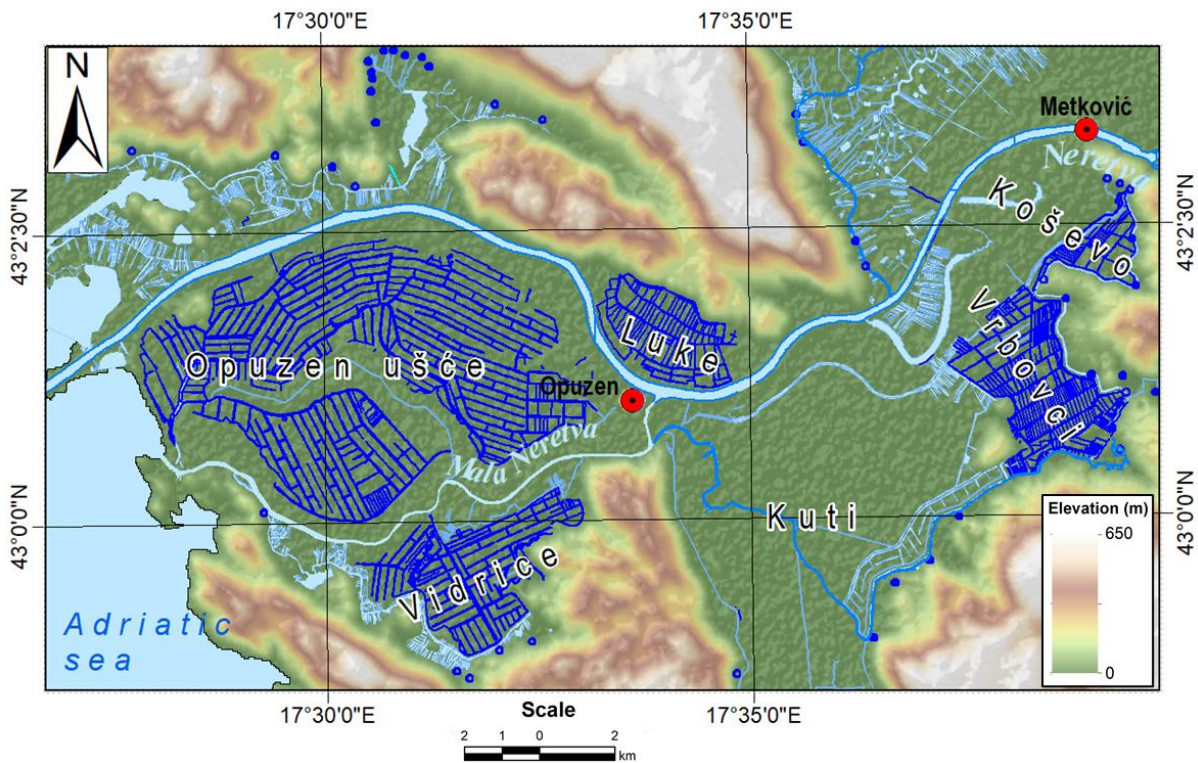 17°30'0"E
17°35'0"E
N
Metković
Neretva
Koševo
43°2'30"N
43°2'30"N
Vrbovci
Luke
Opuzen ušće
Opuzen
Mala Neretva
Kuti
43°0'0"N
43°0'0"N
Elevation (m)
650
0
Vidrice
Adriatic
sea
17°30'0"E
17°35'0"E
Scale
2 1 0 2
km